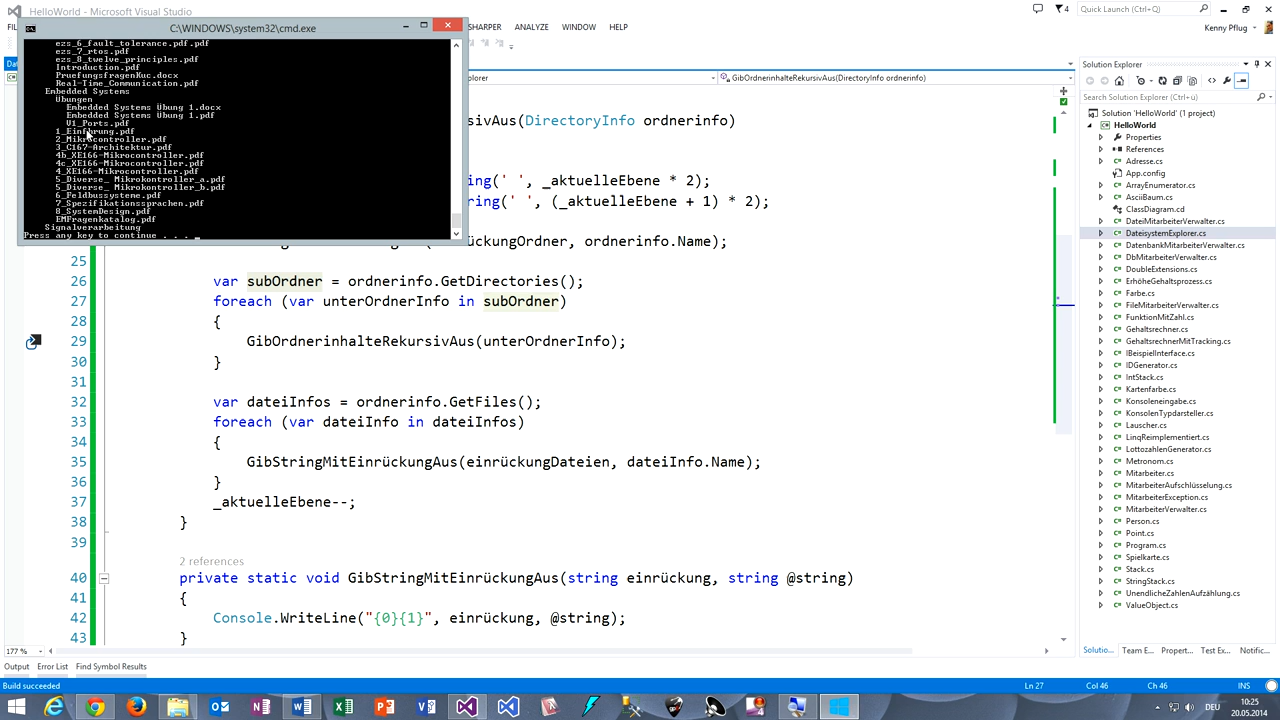 HelloWorld - Microsoft Visual Studio
4
Quick Launch (Ctrl+Q)
ARPER
ANALYZE
WINDOW
HELP
Kenny Pflug
C:\WINDOWS\system32\cmd.exe
ezs_6_fault_tolerance.pdf.pdf
ezs_7_rtos.pdf
ezs_8_twelve_principles.pdf
Introduction.pdf
PruefungsfragenKuc.docx
Real-Time_Communication.pdf
Embedded Systems
Übungen
Embedded Systems Übung 1.docx
Embedded Systems Übung 1.pdf
V1_Ports.pdf
1_Einführung.pdf
2_Mikrocontroller.pdf
3_C167-Architektur.pdf
4b_XE166-Mikrocontroller.pdf
4c_XE166-Mikrocontroller.pdf
4_XE166-Mikrocontroller.pdf
5_Diverse_ Mikrokontroller_a.pdf
5_Diverse_ Mikrokontroller_b.pdf
6_Feldbussysteme.pdf
7_Spezifikationssprachen.pdf
8_SystemDesign.pdf
EMFragenkatalog.pdf
Signalverarbeitung
Press any key to continue . . .
xplorer
GibOrdnerinhalteRekursivAus(DirectoryInfo ordnerinfo)
ursivAus(DirectoryInfo ordnerinfo)
ing(' ', _aktuelleEbene * 2);
ring(' ', (_aktuelleEbene + 1) * 2);
rückungOrdner, ordnerinfo.Name);
25
26 var subOrdner = ordnerinfo.GetDirectories();
27 foreach (var unterOrdnerInfo in subOrdner)
28 {
29 GibOrdnerinhalteRekursivAus(unterOrdnerInfo);
30 }
31
32 var dateiInfos = ordnerinfo.GetFiles();
33 foreach (var dateiInfo in dateiInfos)
34 {
35 GibStringMitEinrückungAus(einrückungDateien, dateiInfo.Name);
36 }
37 _aktuelleEbene--;
38 }
39
2 references
40 private static void GibStringMitEinrückungAus(string einrückung, string @string)
41 {
42 Console.WriteLine("{0}{1}", einrückung, @string);
43 }
177 %
Solution Explorer
Search Solution Explorer (Ctrl+ü)
Solution 'HelloWorld' (1 project)
HelloWorld
Properties
References
Adresse.cs
App.config
ArrayEnumerator.cs
AsciiBaum.cs
ClassDiagram.cd
DateiMitarbeiterVerwalter.cs
DateisystemExplorer.cs
DatenbankMitarbeiterVerwalter.cs
DbMitarbeiterVerwalter.cs
DoubleExtensions.cs
ErhöheGehaltsprozess.cs
Farbe.cs
FileMitarbeiterVerwalter.cs
FunktionMitZahl.cs
Gehaltsrechner.cs
GehaltsrechnerMitTracking.cs
IBeispielInterface.cs
IDGenerator.cs
IntStack.cs
Kartenfarbe.cs
Konsoleneingabe.cs
KonsolenTypdarsteller.cs
Lauscher.cs
LinqReimplementiert.cs
LottozahlenGenerator.cs
Metronom.cs
Mitarbeiter.cs
MitarbeiterAufschlüsselung.cs
MitarbeiterException.cs
MitarbeiterVerwalter.cs
Person.cs
Point.cs
Program.cs
Spielkarte.cs
Stack.cs
StringStack.cs
UnendlicheZahlenAufzählung.cs
ValueObject.cs
Solutio...
Team E...
Propert...
Test Ex...
Notific...
Output
Error List
Find Symbol Results
Build succeeded
Ln 27
Col 46
Ch 46
INS
DEU
10:25
20.05.2014